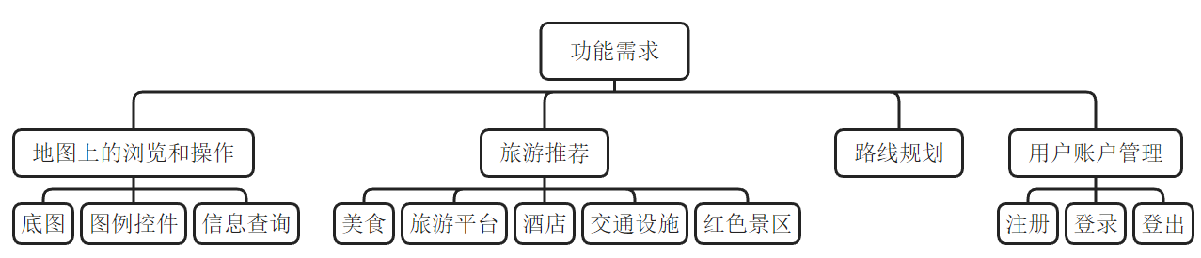 功能需求
地图上的浏览和操作
旅游推荐
路线规划
用户账户管理
底图
图例控件
信息查询
美食
旅游平台
酒店
交通设施
红色景区
注册
登录
登出